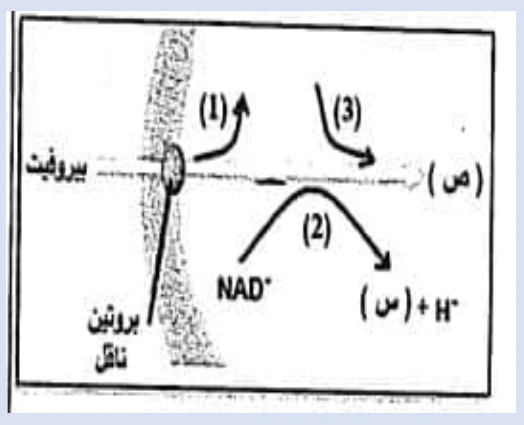 (1)
(3)
بيروفيت
(ص)
(2)
NAD⁺
(س) + H⁺
بروتين
ناقل